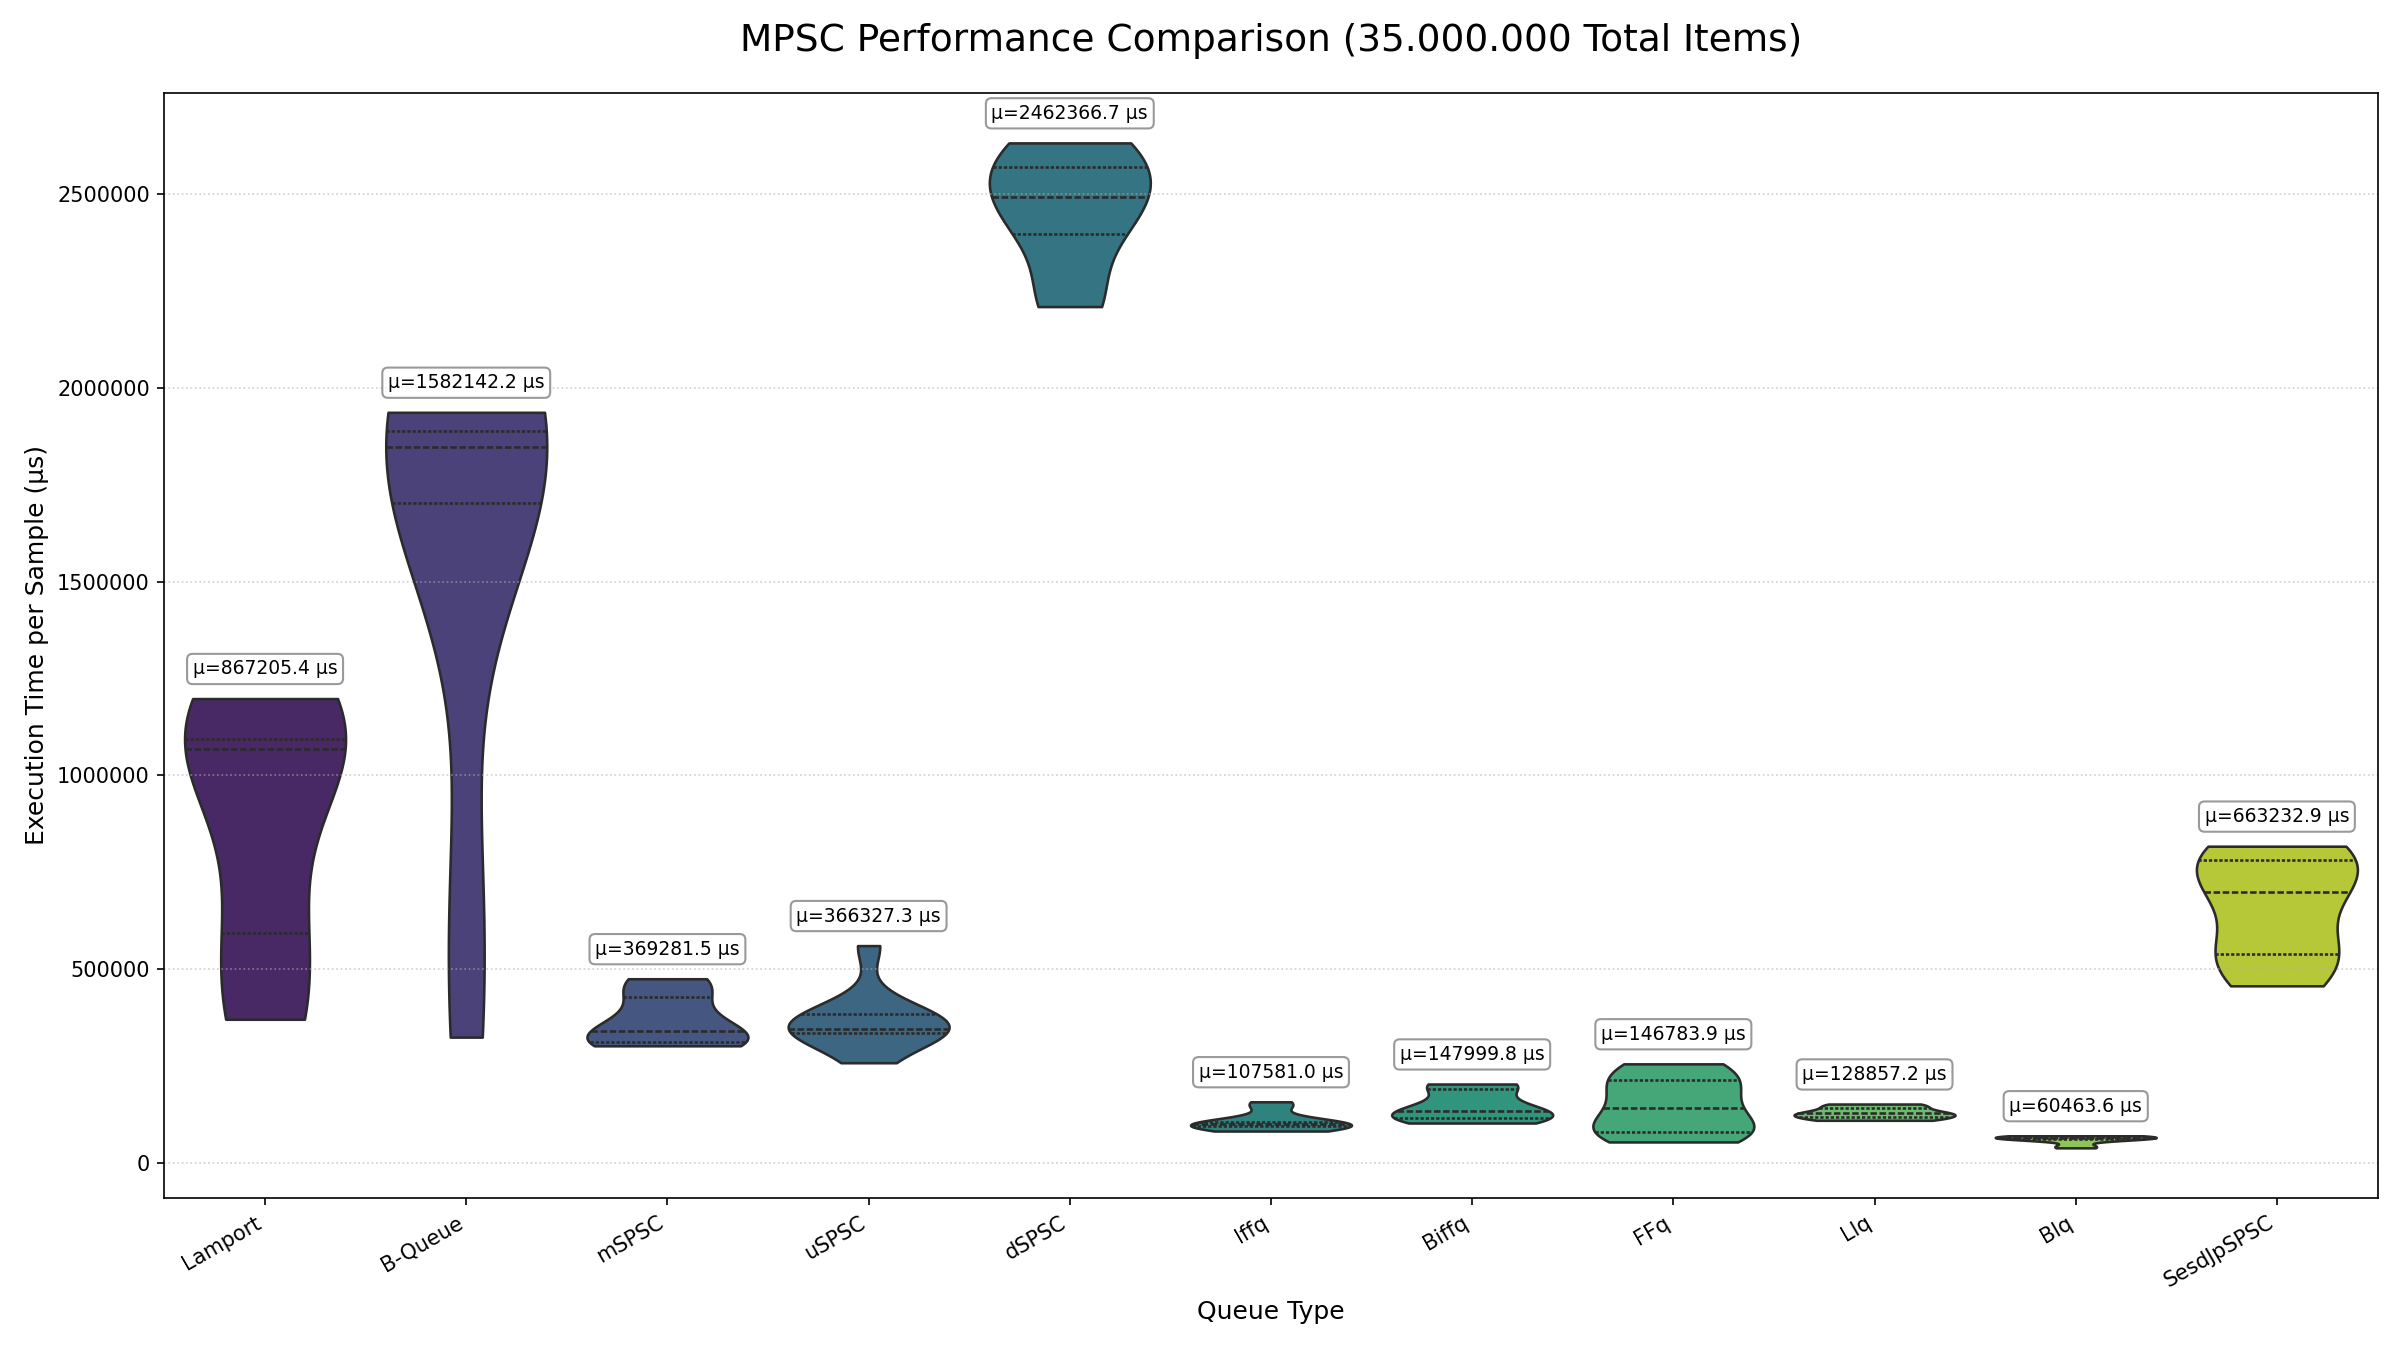 MPSC Performance Comparison (35.000.000 Total Items)
Execution Time per Sample (µs)
2500000
2000000
1500000
1000000
500000
0
µ=867205.4 µs
µ=1582142.2 µs
µ=369281.5 µs
µ=366327.3 µs
µ=2462366.7 µs
µ=107581.0 µs
µ=147999.8 µs
µ=146783.9 µs
µ=128857.2 µs
µ=60463.6 µs
µ=663232.9 µs
Lamport
B-Queue
mSPSC
uSPSC
dSPSC
Iffq
Biffq
FFq
Llq
Blq
SesdJpSPSC
Queue Type